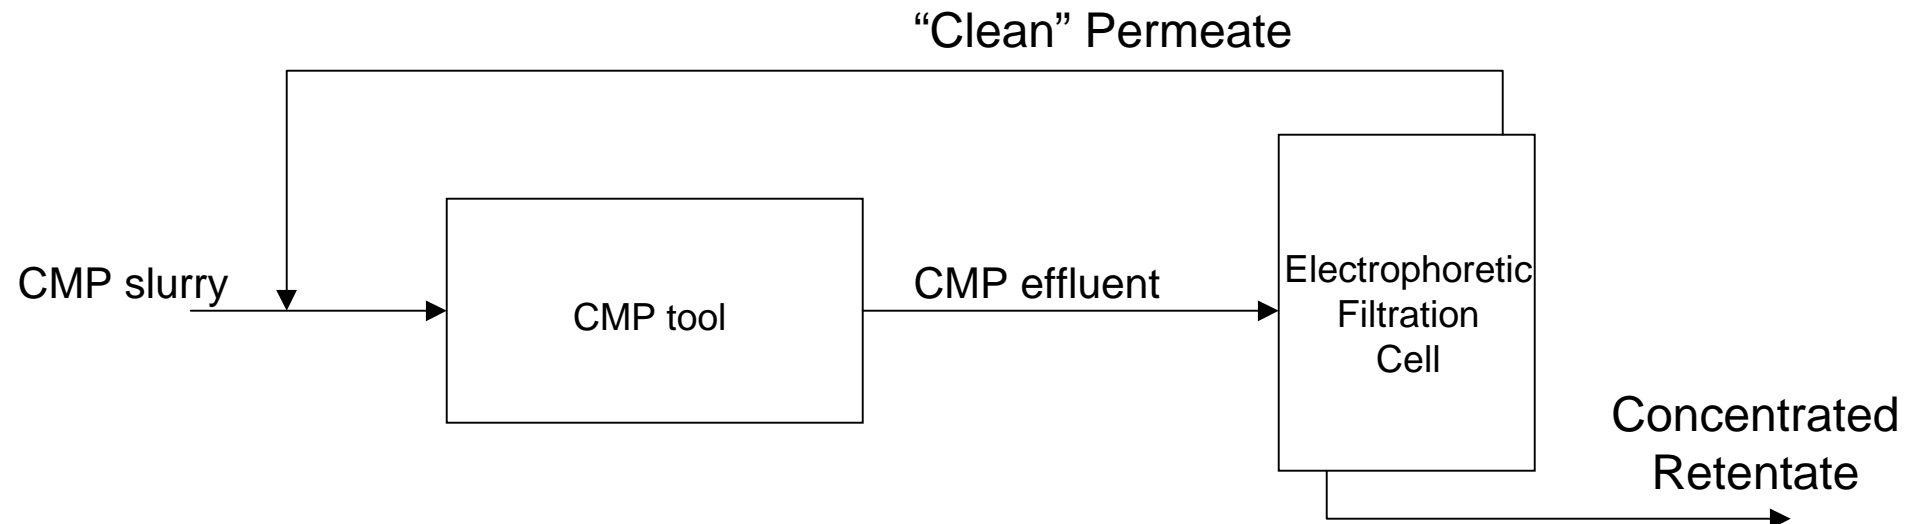 “Clean” Permeate
CMP slurry
CMP tool
CMP effluent
Electrophoretic
Filtration
Cell
Concentrated
Retentate